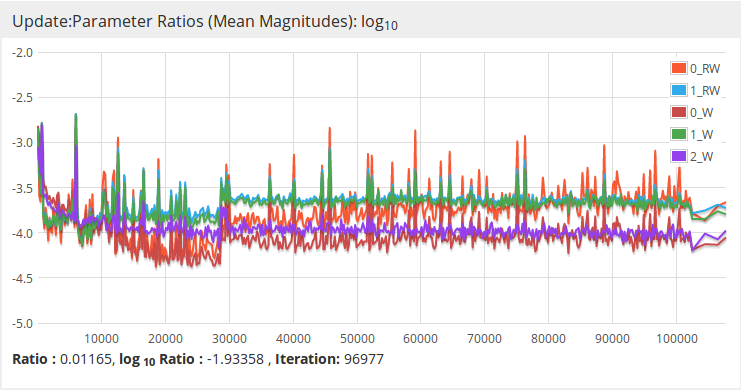 Update:Parameter Ratios (Mean Magnitudes): log10
-2.0
-2.5
-3.0
-3.5
-4.0
-4.5
-5.0
0_RW
1_RW
0_W
1_W
2_W
10000 20000 30000 40000 50000 60000 70000 80000 90000 100000
Ratio : 0.01165, log 10 Ratio : -1.93358 , Iteration: 96977